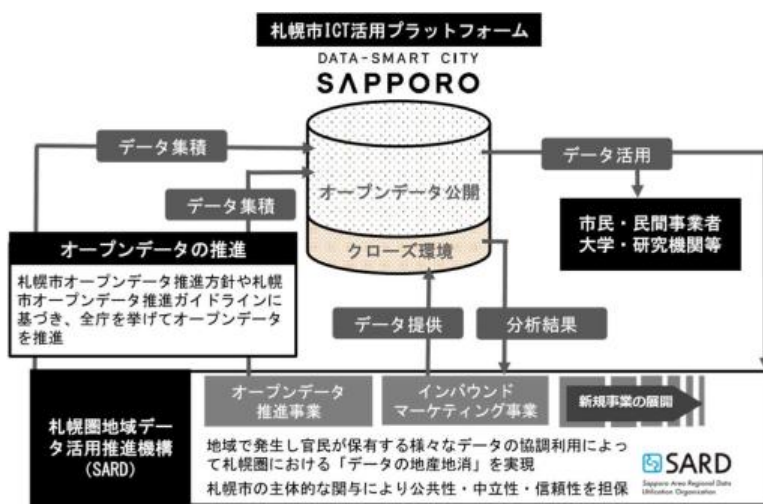 札幌市ICT活用プラットフォーム
DATA-SMART CITY
SAPPORO
データ集積
データ活用
オープンデータ公開
データ集積
市民・民間事業者
大学・研究機関等
オープンデータの推進
クローズ環境
札幌市オープンデータ推進方針や札幌
市オープンデータ推進ガイドラインに
基づき、全庁を挙げてオープンデータ
を推進
データ提供
分析結果
札幌圏地域デー
タ活用推進機構
(SARD)
オープンデータ
推進事業
インバウンド
マーケティング事業
新規事業の展開
地域で発生し官民が保有する様々なデータの協調利用によっ
て札幌圏における「データの地産地消」を実現
札幌市の主体的な関与により公共性・中立性・信頼性を担保
SARD
Sapporo Area Regional Data
Utilization Organization